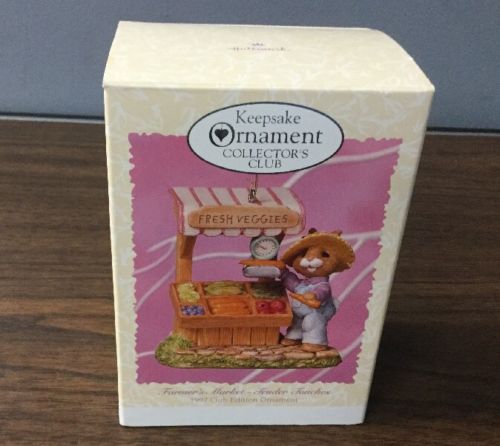 Hallmark
Keepsake
Ornament
COLLECTOR'S
CLUB
FRESH VEGGIES
Farmer's Market - Tender Touches
1997 Club Edition Ornament